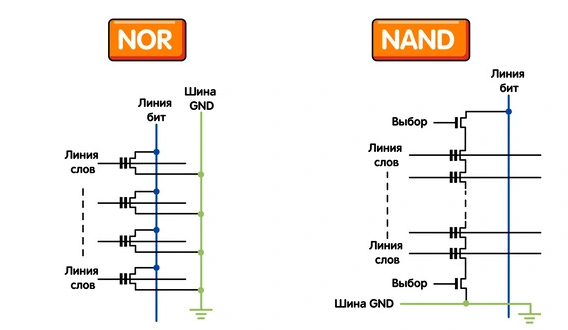 NOR
NAND
Линия
бит
Шина
GND
Линия
слов
Линия
слов
Линия
бит
Выбор
Линия
слов
Линия
слов
Выбор
Шина GND